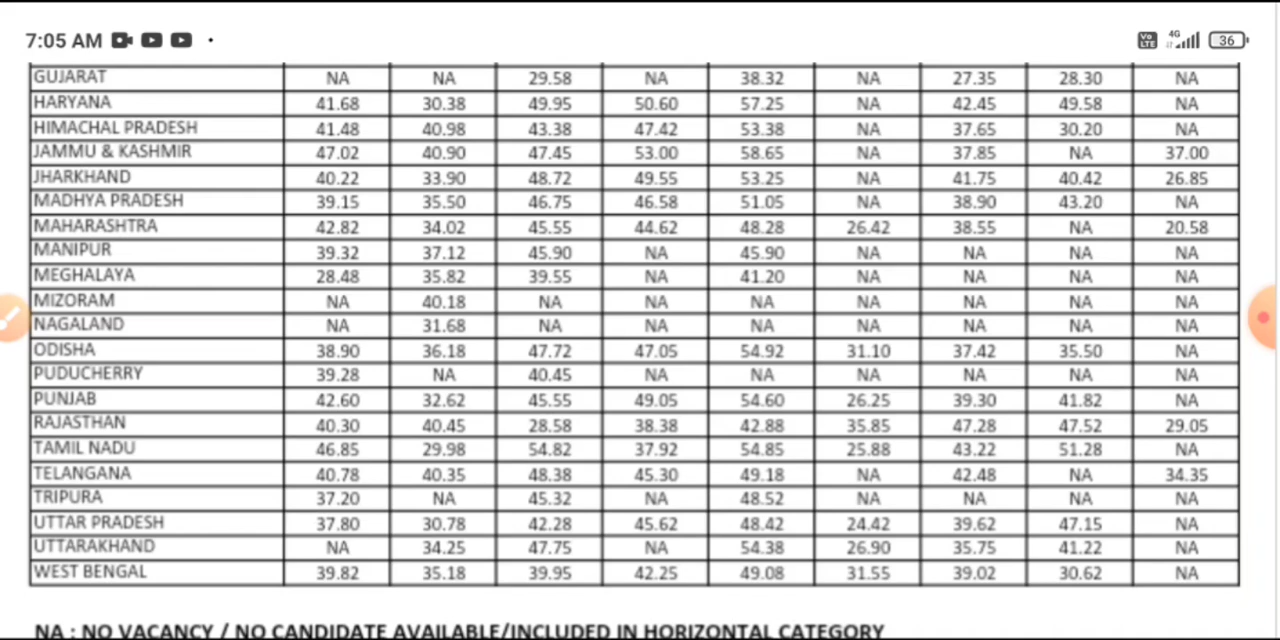 7:05 AM
4G
Vo LTE
36
GUJARAT NA NA 29.58 NA 38.32 NA 27.35 28.30 NA
HARYANA 41.68 30.38 49.95 50.60 57.25 NA 42.45 49.58 NA
HIMACHAL PRADESH 41.48 40.98 43.38 47.42 53.38 NA 37.65 30.20 NA
JAMMU & KASHMIR 47.02 40.90 47.45 53.00 58.65 NA 37.85 NA 37.00
JHARKHAND 40.22 33.90 48.72 49.55 53.25 NA 41.75 40.42 26.85
MADHYA PRADESH 39.15 35.50 46.75 46.58 51.05 NA 38.90 43.20 NA
MAHARASHTRA 42.82 34.02 45.55 44.62 48.28 26.42 38.55 NA 20.58
MANIPUR 39.32 37.12 45.90 NA 45.90 NA NA NA NA
MEGHALAYA 28.48 35.82 39.55 NA 41.20 NA NA NA NA
MIZORAM NA 40.18 NA NA NA NA NA NA NA
NAGALAND NA 31.68 NA NA NA NA NA NA NA
ODISHA 38.90 36.18 47.72 47.05 54.92 31.10 37.42 35.50 NA
PUDUCHERRY 39.28 NA 40.45 NA NA NA NA NA NA
PUNJAB 42.60 32.62 45.55 49.05 54.60 26.25 39.30 41.82 NA
RAJASTHAN 40.30 40.45 28.58 38.38 42.88 35.85 47.28 47.52 29.05
TAMIL NADU 46.85 29.98 54.82 37.92 54.85 25.88 43.22 51.28 NA
TELANGANA 40.78 40.35 48.38 45.30 49.18 NA 42.48 NA 34.35
TRIPURA 37.20 NA 45.32 NA 48.52 NA NA NA NA
UTTAR PRADESH 37.80 30.78 42.28 45.62 48.42 24.42 39.62 47.15 NA
UTTARAKHAND NA 34.25 47.75 NA 54.38 26.90 35.75 41.22 NA
WEST BENGAL 39.82 35.18 39.95 42.25 49.08 31.55 39.02 30.62 NA
NA : NO VACANCY / NO CANDIDATE AVAILABLE/INCLUDED IN HORIZONTAL CATEGORY